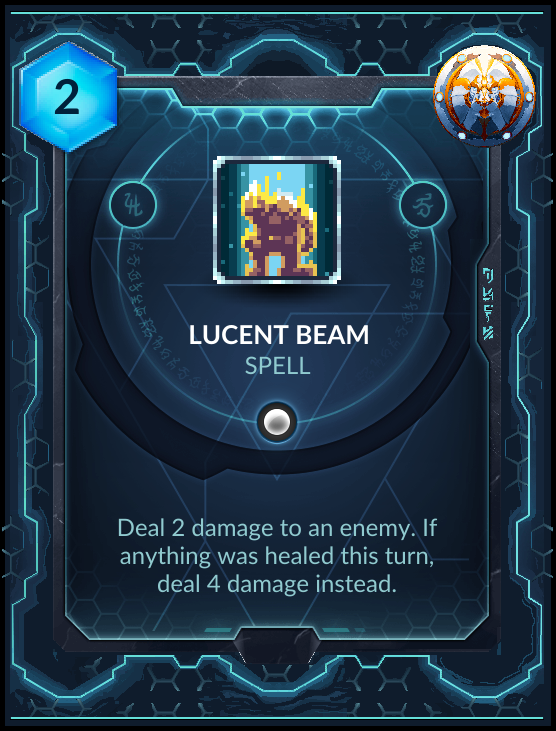 2
LUCENT BEAM
SPELL
Deal 2 damage to an enemy. If
anything was healed this turn,
deal 4 damage instead.